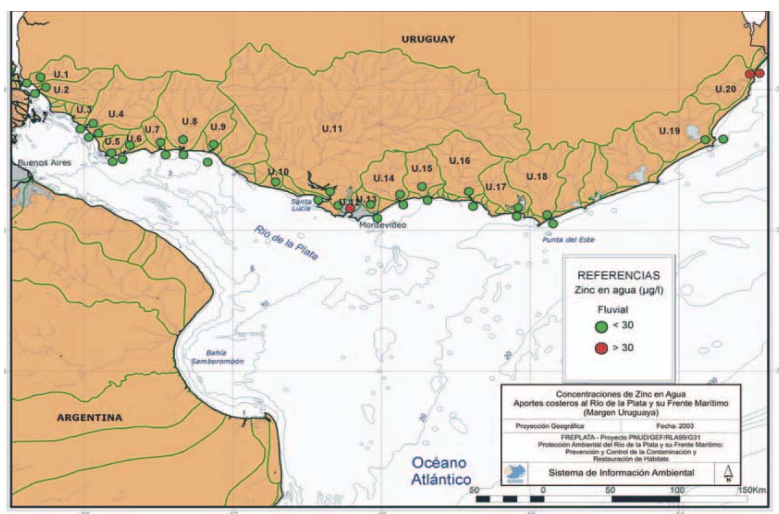 URUGUAY
U.1
U.2
U.3
U.4
U.5
U.6
U.7
U.8
U.9
U.10
U.11
U.13
U.14
U.15
U.16
U.17
U.18
U.19
U.20
Buenos Aires
Santa
Lucía
Montevideo
Río de la Plata
Punta del Este
Bahía
Samborombón
ARGENTINA
Océano
Atlántico
REFERENCIAS
Zinc en agua (µg/l)
Fluvial
< 30
> 30
Concentraciones de Zinc en Agua
Aportes costeros al Río de la Plata y su Frente Marítimo
(Margen Uruguaya)
Proyección Geográfica Fecha: 2003
FREPLATA - Proyecto PNUD/GEF/RLA99/G31
Protección Ambiental del Río de la Plata y su Frente Marítimo:
Prevención y Control de la Contaminación y
Restauración de Hábitats
Sistema de Información Ambiental
N
50 0 50 100 150Km.